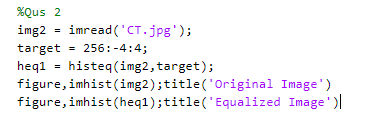 %Qus 2
img2 = imread('CT.jpg');
target = 256:-4:4;
heq1 = histeq(img2,target);
figure,imhist(img2);title('Original Image')
figure,imhist(heq1);title('Equalized Image')